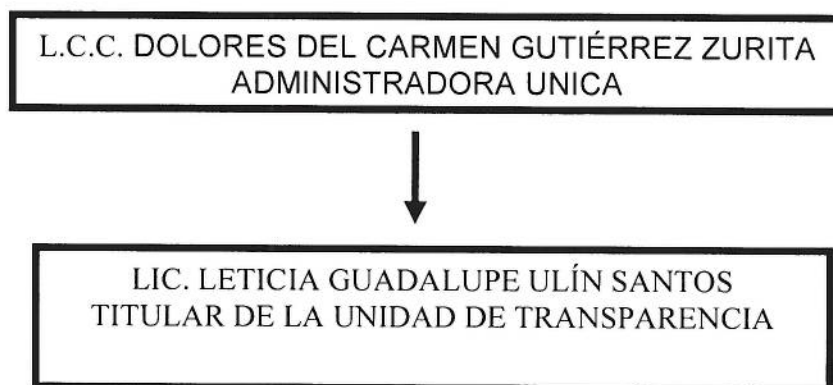 L.C.C. DOLORES DEL CARMEN GUTIÉRREZ ZURITA
ADMINISTRADORA UNICA
LIC. LETICIA GUADALUPE ULÍN SANTOS
TITULAR DE LA UNIDAD DE TRANSPARENCIA